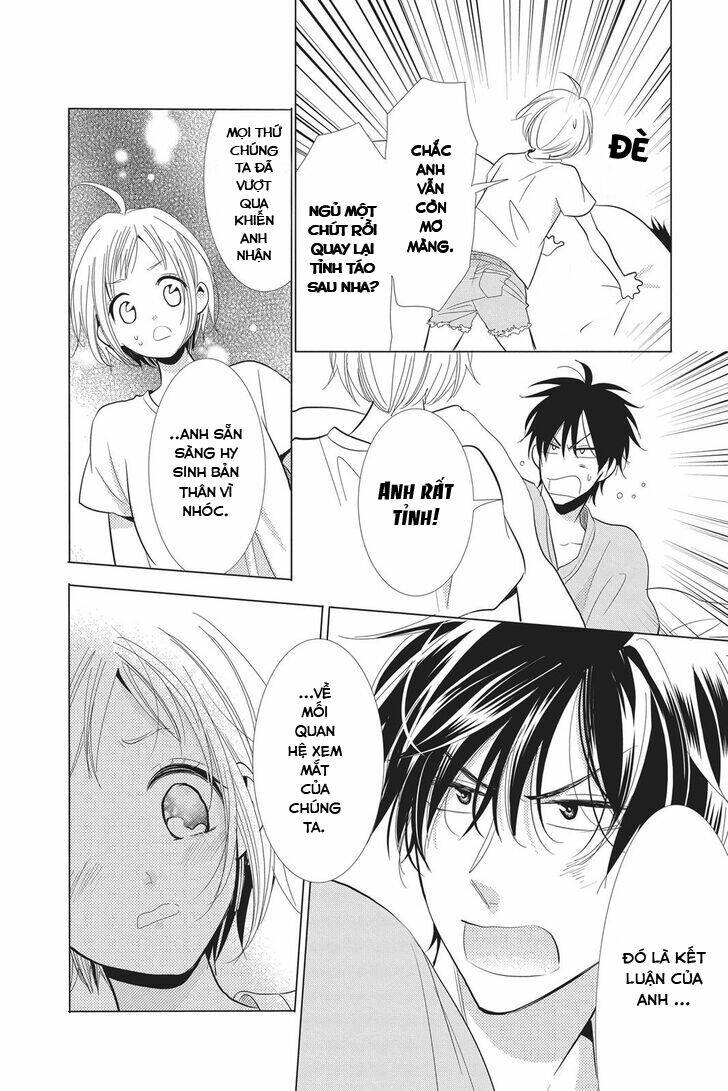 CHẮC
ANH
VẪN
CÒN
MƠ
MÀNG.
NGỦ MỘT
CHÚT RỒI
QUAY LẠI
TỈNH TÁO
SAU NHA?
ĐÈ
ANH RẤT
TỈNH!
MỌI THỨ
CHÚNG
TA ĐÃ
VƯỢT
QUA
KHIẾN
ANH
NHẬN
..ANH SẴN
SÀNG HY
SINH BẢN
THÂN VÌ
NHÓC.
ĐÓ LÀ KẾT
LUẬN CỦA
ANH ...
...VỀ
MỐI
QUAN
HỆ XEM
MẮT
CỦA
CHÚNG
TA.